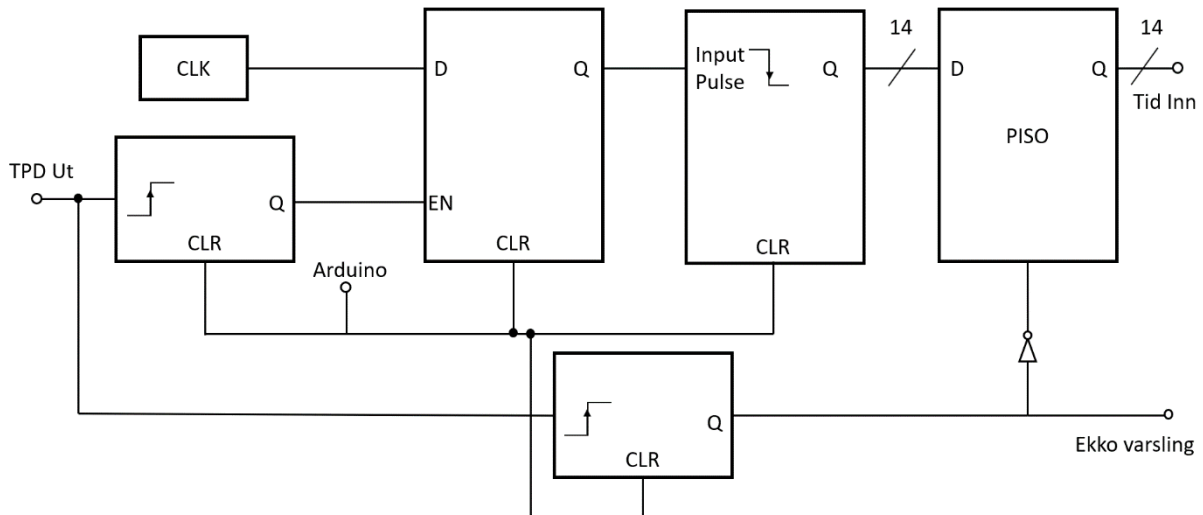 CLK
D
Q
Input
Pulse
Q
14
D
Q
14
Tid Inn
PISO
TPD Ut
Q
CLR
EN
CLR
CLR
Arduino
Q
CLR
Ekko varsling